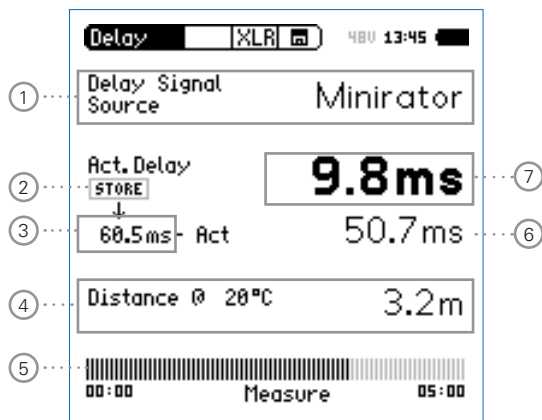 Delay XLR 48V 13:45
1 Delay Signal
Source Minirator
Act. Delay 9.8ms 7
2 STORE
3 60.5ms - Act 50.7ms 6
4 Distance @ 20°C 3.2m
5
00:00 Measure 05:00